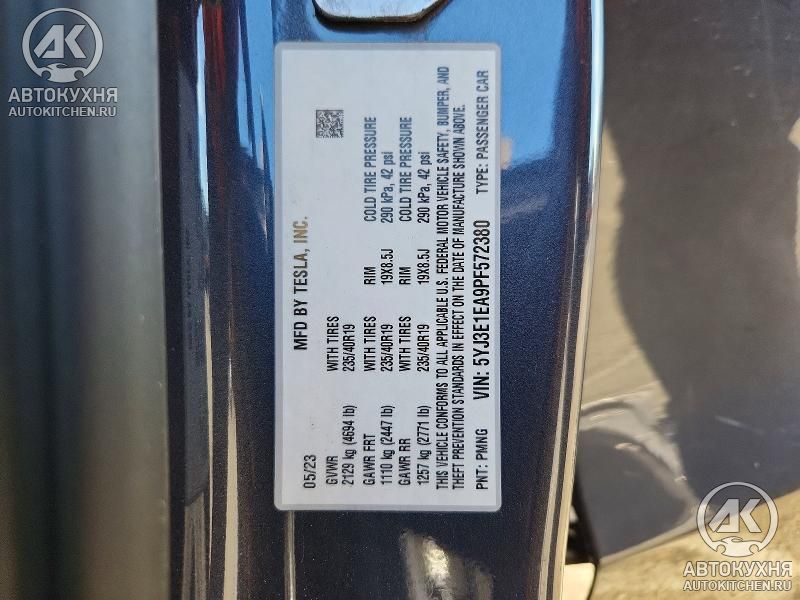 АВТОКУХНЯ
AUTOKITCHEN.RU
05/23
MFD BY TESLA, INC.
GVWR
2129 kg (4694 lb)
WITH TIRES
235/40R19
GAWR FRT
1110 kg (2447 lb)
WITH TIRES
235/40R19
RIM
19X8.5J
COLD TIRE PRESSURE
290 kPa, 42 psi
GAWR RR
1257 kg (2771 lb)
WITH TIRES
235/40R19
RIM
19X8.5J
COLD TIRE PRESSURE
290 kPa, 42 psi
THIS VEHICLE CONFORMS TO ALL APPLICABLE U.S. FEDERAL MOTOR VEHICLE SAFETY, BUMPER, AND
THEFT PREVENTION STANDARDS IN EFFECT ON THE DATE OF MANUFACTURE SHOWN ABOVE.
PNT: PMNG VIN: 5YJ3E1EA9PF572380 TYPE: PASSENGER CAR
АК
АВТОКУХНЯ
AUTOKITCHEN.RU
АК